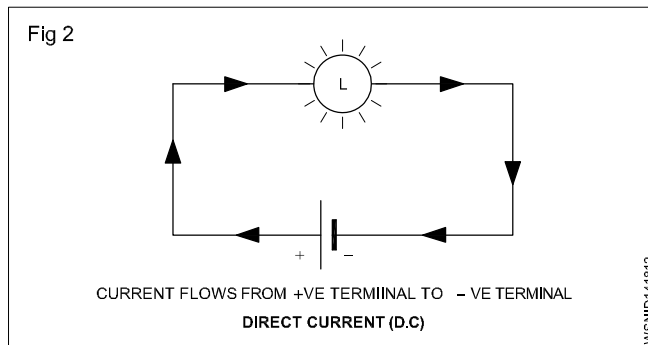 Fig 2
L
+ −
CURRENT FLOWS FROM +VE TERMIINAL TO − VE TERMINAL
DIRECT CURRENT (D.C)